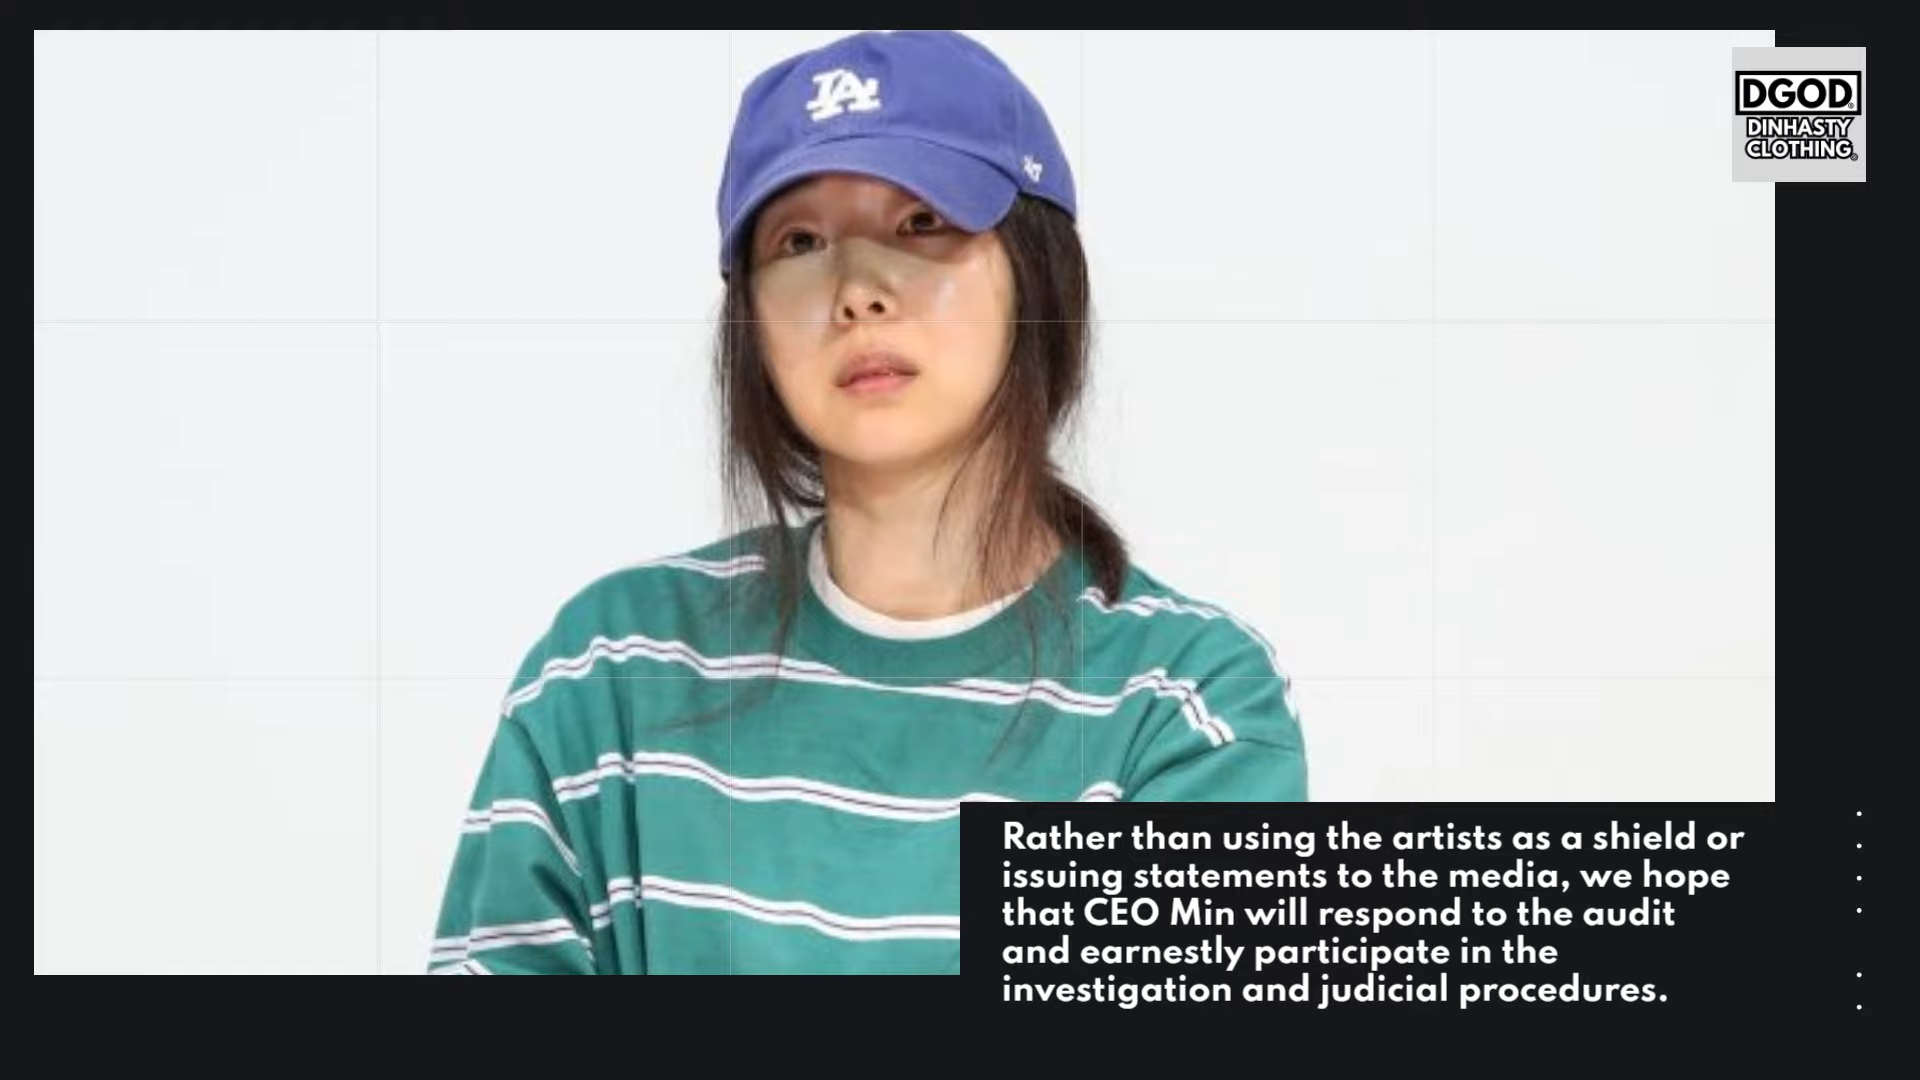 LA
'47
DGOD
DINHASTY
CLOTHING
Rather than using the artists as a shield or
issuing statements to the media, we hope
that CEO Min will respond to the audit
and earnestly participate in the
investigation and judicial procedures.